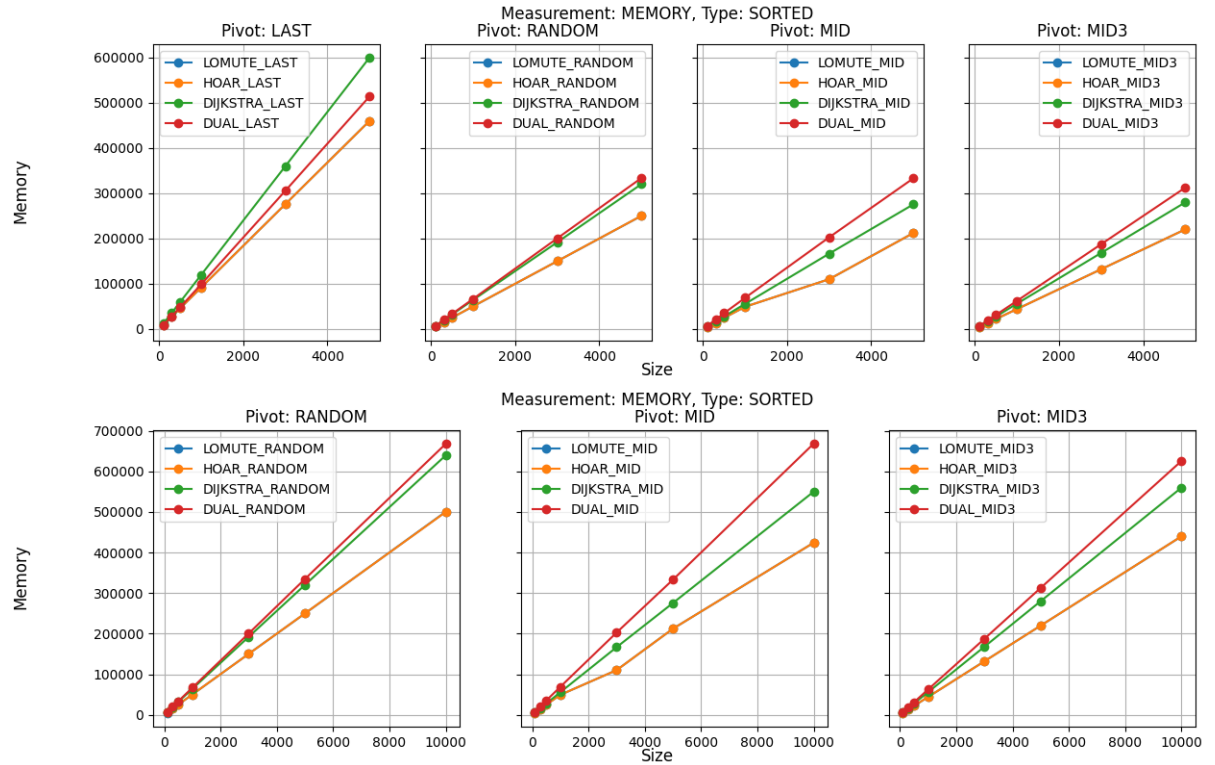 Measurement: MEMORY, Type: SORTED
Pivot: LAST
Pivot: RANDOM
Pivot: MID
Pivot: MID3
600000
500000
400000
300000
200000
100000
0
Memory
LOMUTE_LAST
HOAR_LAST
DIJKSTRA_LAST
DUAL_LAST
LOMUTE_RANDOM
HOAR_RANDOM
DIJKSTRA_RANDOM
DUAL_RANDOM
LOMUTE_MID
HOAR_MID
DIJKSTRA_MID
DUAL_MID
LOMUTE_MID3
HOAR_MID3
DIJKSTRA_MID3
DUAL_MID3
0 2000 4000
0 2000 4000
0 2000 4000
0 2000 4000
Size
Measurement: MEMORY, Type: SORTED
Pivot: RANDOM
Pivot: MID
Pivot: MID3
700000
600000
500000
400000
300000
200000
100000
0
Memory
LOMUTE_RANDOM
HOAR_RANDOM
DIJKSTRA_RANDOM
DUAL_RANDOM
LOMUTE_MID
HOAR_MID
DIJKSTRA_MID
DUAL_MID
LOMUTE_MID3
HOAR_MID3
DIJKSTRA_MID3
DUAL_MID3
0 2000 4000 6000 8000 10000
0 2000 4000 6000 8000 10000
0 2000 4000 6000 8000 10000
Size